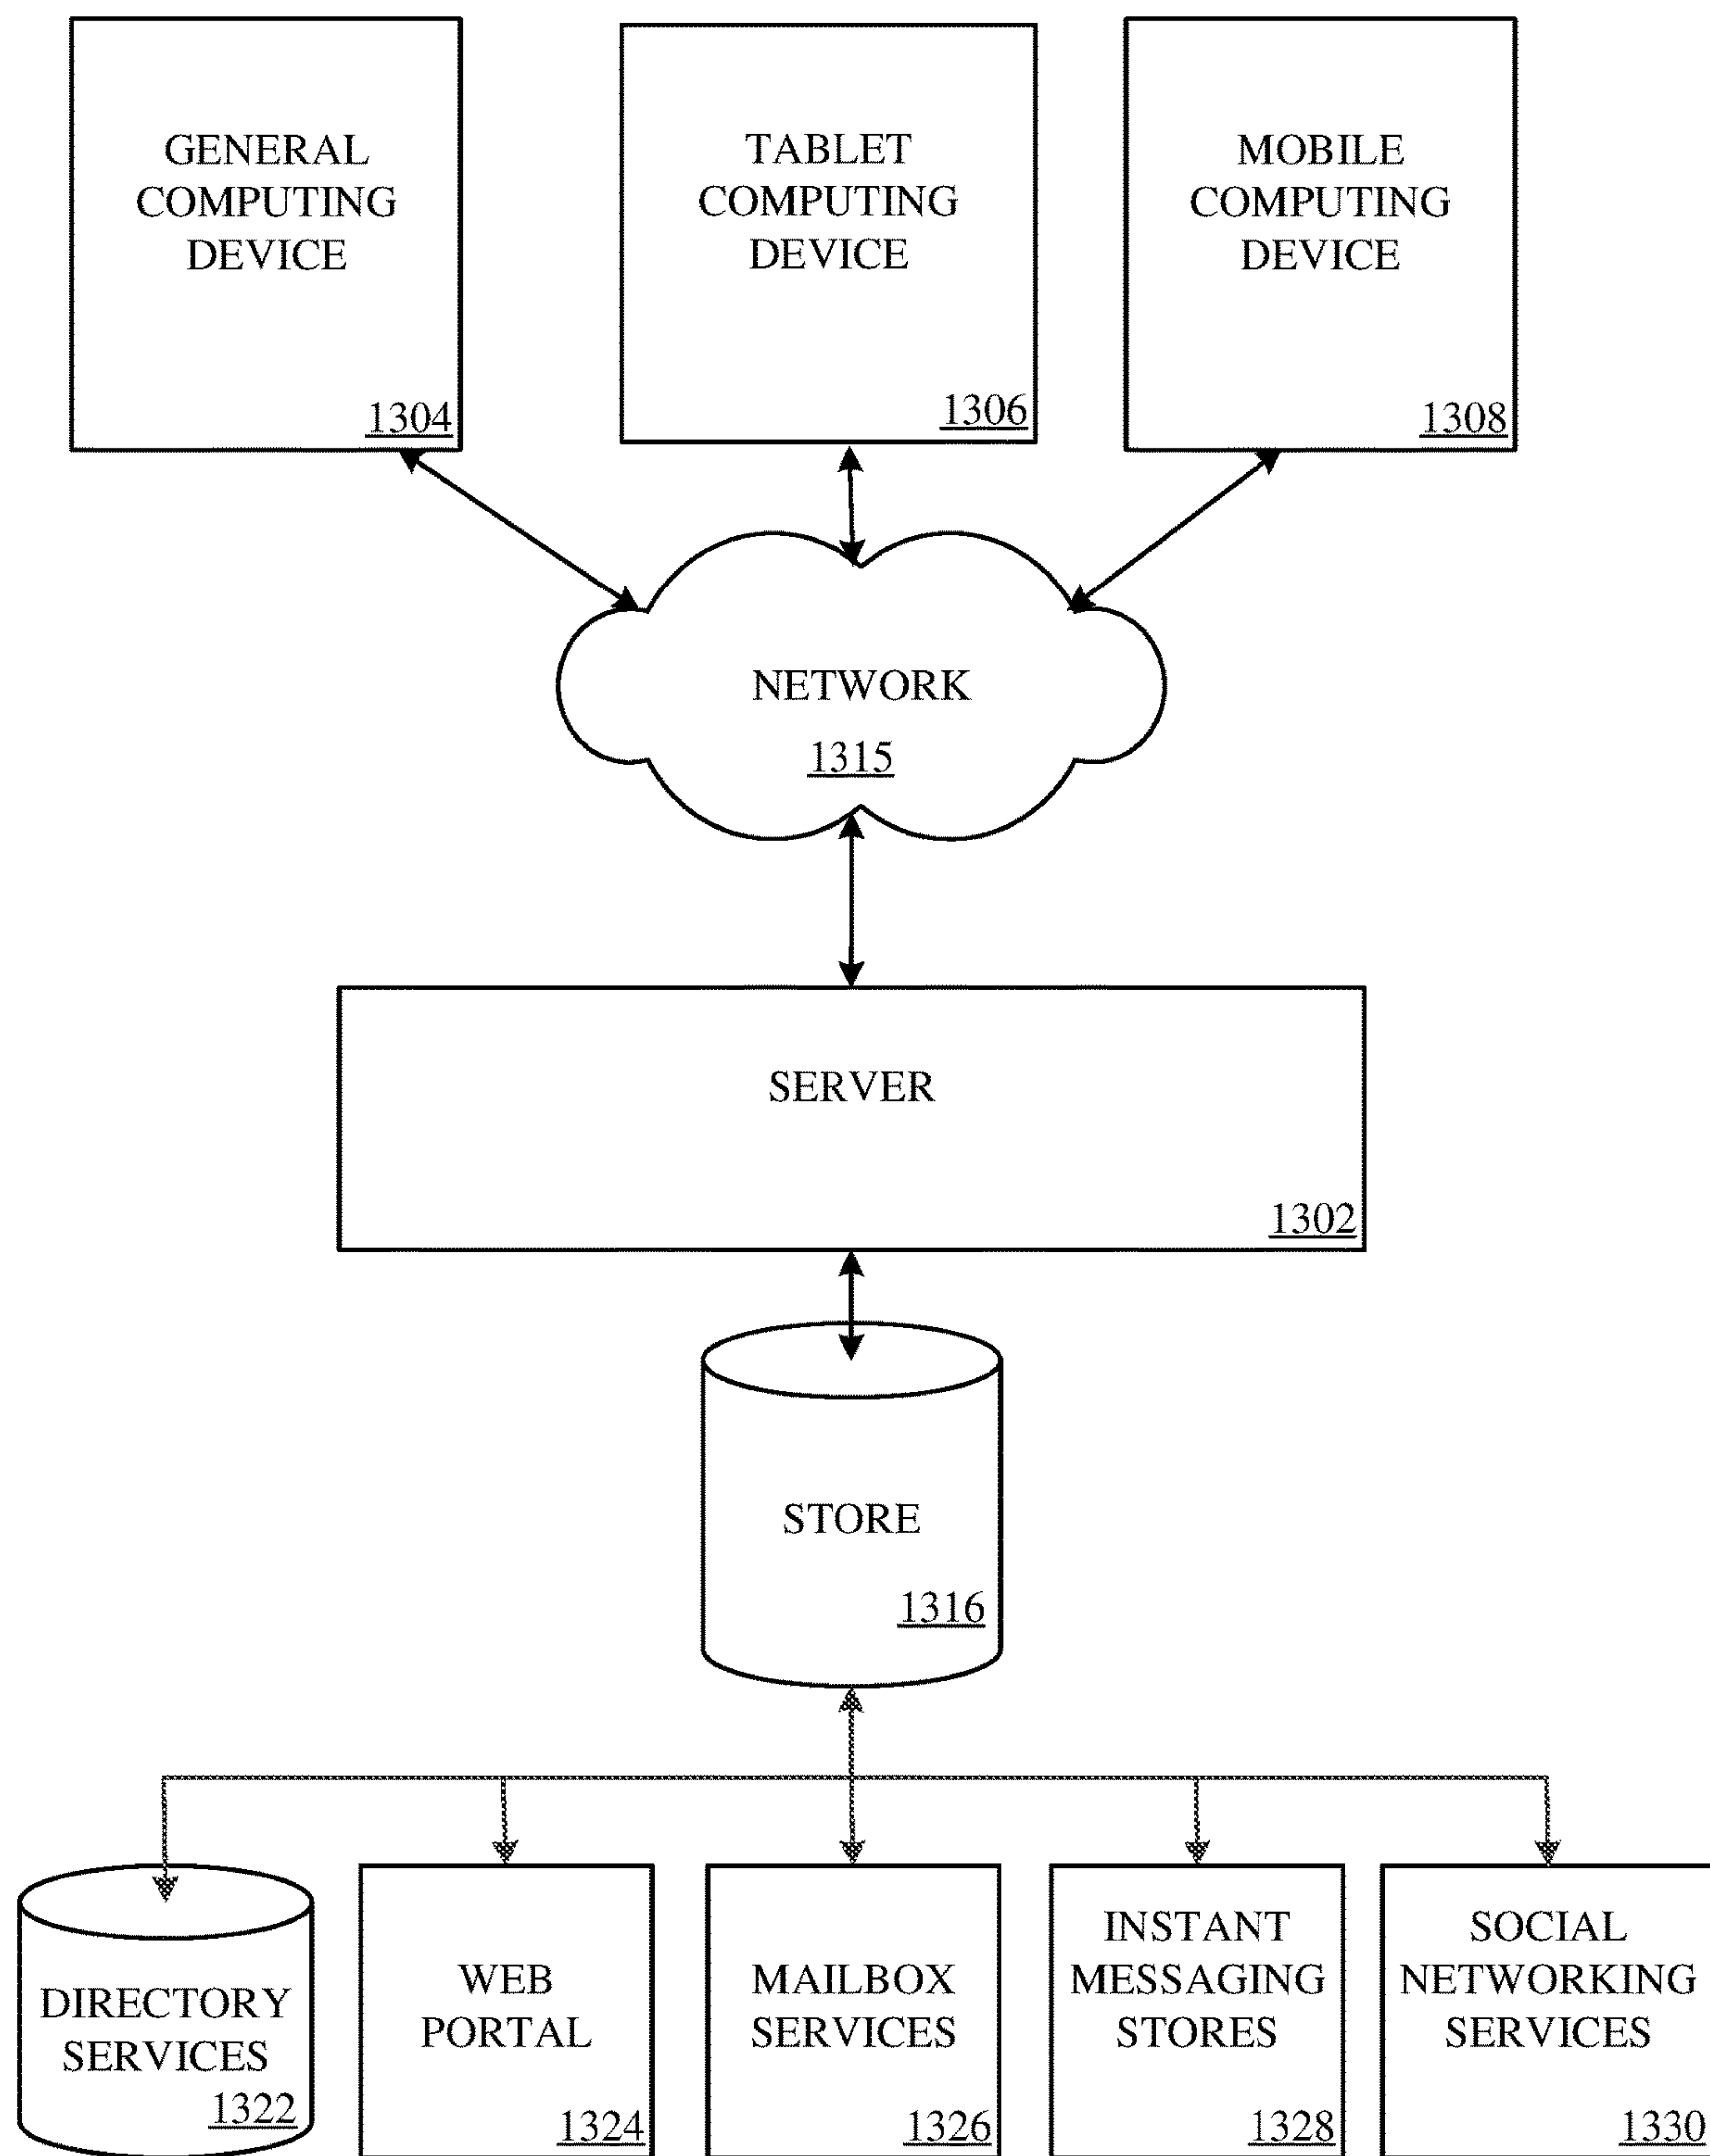 GENERAL
COMPUTING
DEVICE
1304
TABLET
COMPUTING
DEVICE
1306
MOBILE
COMPUTING
DEVICE
1308
NETWORK
1315
SERVER
1302
STORE
1316
DIRECTORY
SERVICES
1322
WEB
PORTAL
1324
MAILBOX
SERVICES
1326
INSTANT
MESSAGING
STORES
1328
SOCIAL
NETWORKING
SERVICES
1330